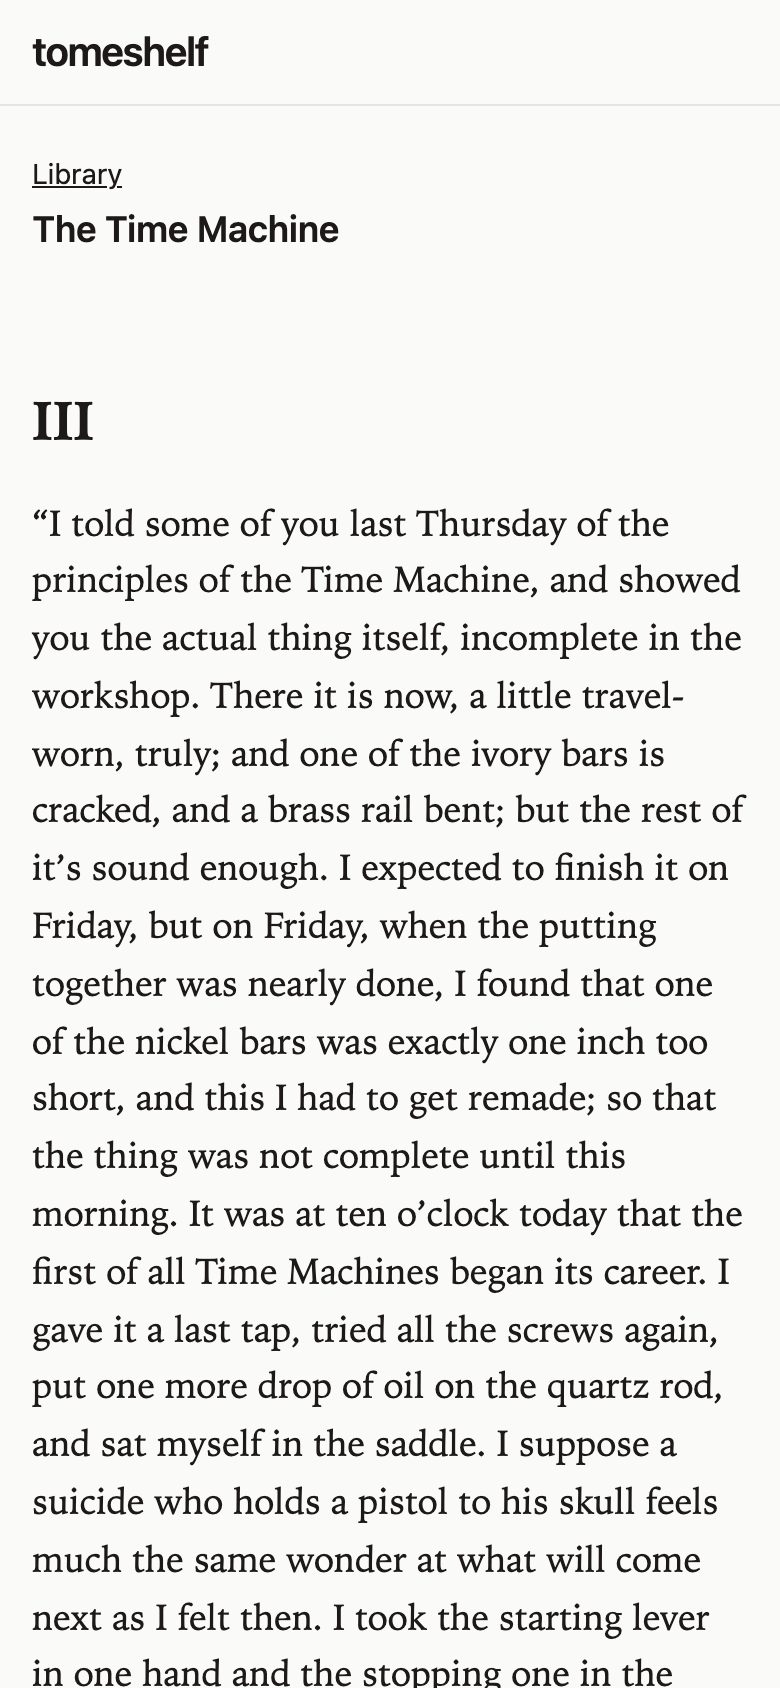 tomeshelf
Library
The Time Machine
III
“I told some of you last Thursday of the
principles of the Time Machine, and showed
you the actual thing itself, incomplete in the
workshop. There it is now, a little travel-
worn, truly; and one of the ivory bars is
cracked, and a brass rail bent; but the rest of
it’s sound enough. I expected to finish it on
Friday, but on Friday, when the putting
together was nearly done, I found that one
of the nickel bars was exactly one inch too
short, and this I had to get remade; so that
the thing was not complete until this
morning. It was at ten o’clock today that the
first of all Time Machines began its career. I
gave it a last tap, tried all the screws again,
put one more drop of oil on the quartz rod,
and sat myself in the saddle. I suppose a
suicide who holds a pistol to his skull feels
much the same wonder at what will come
next as I felt then. I took the starting lever
in one hand and the stopping one in the